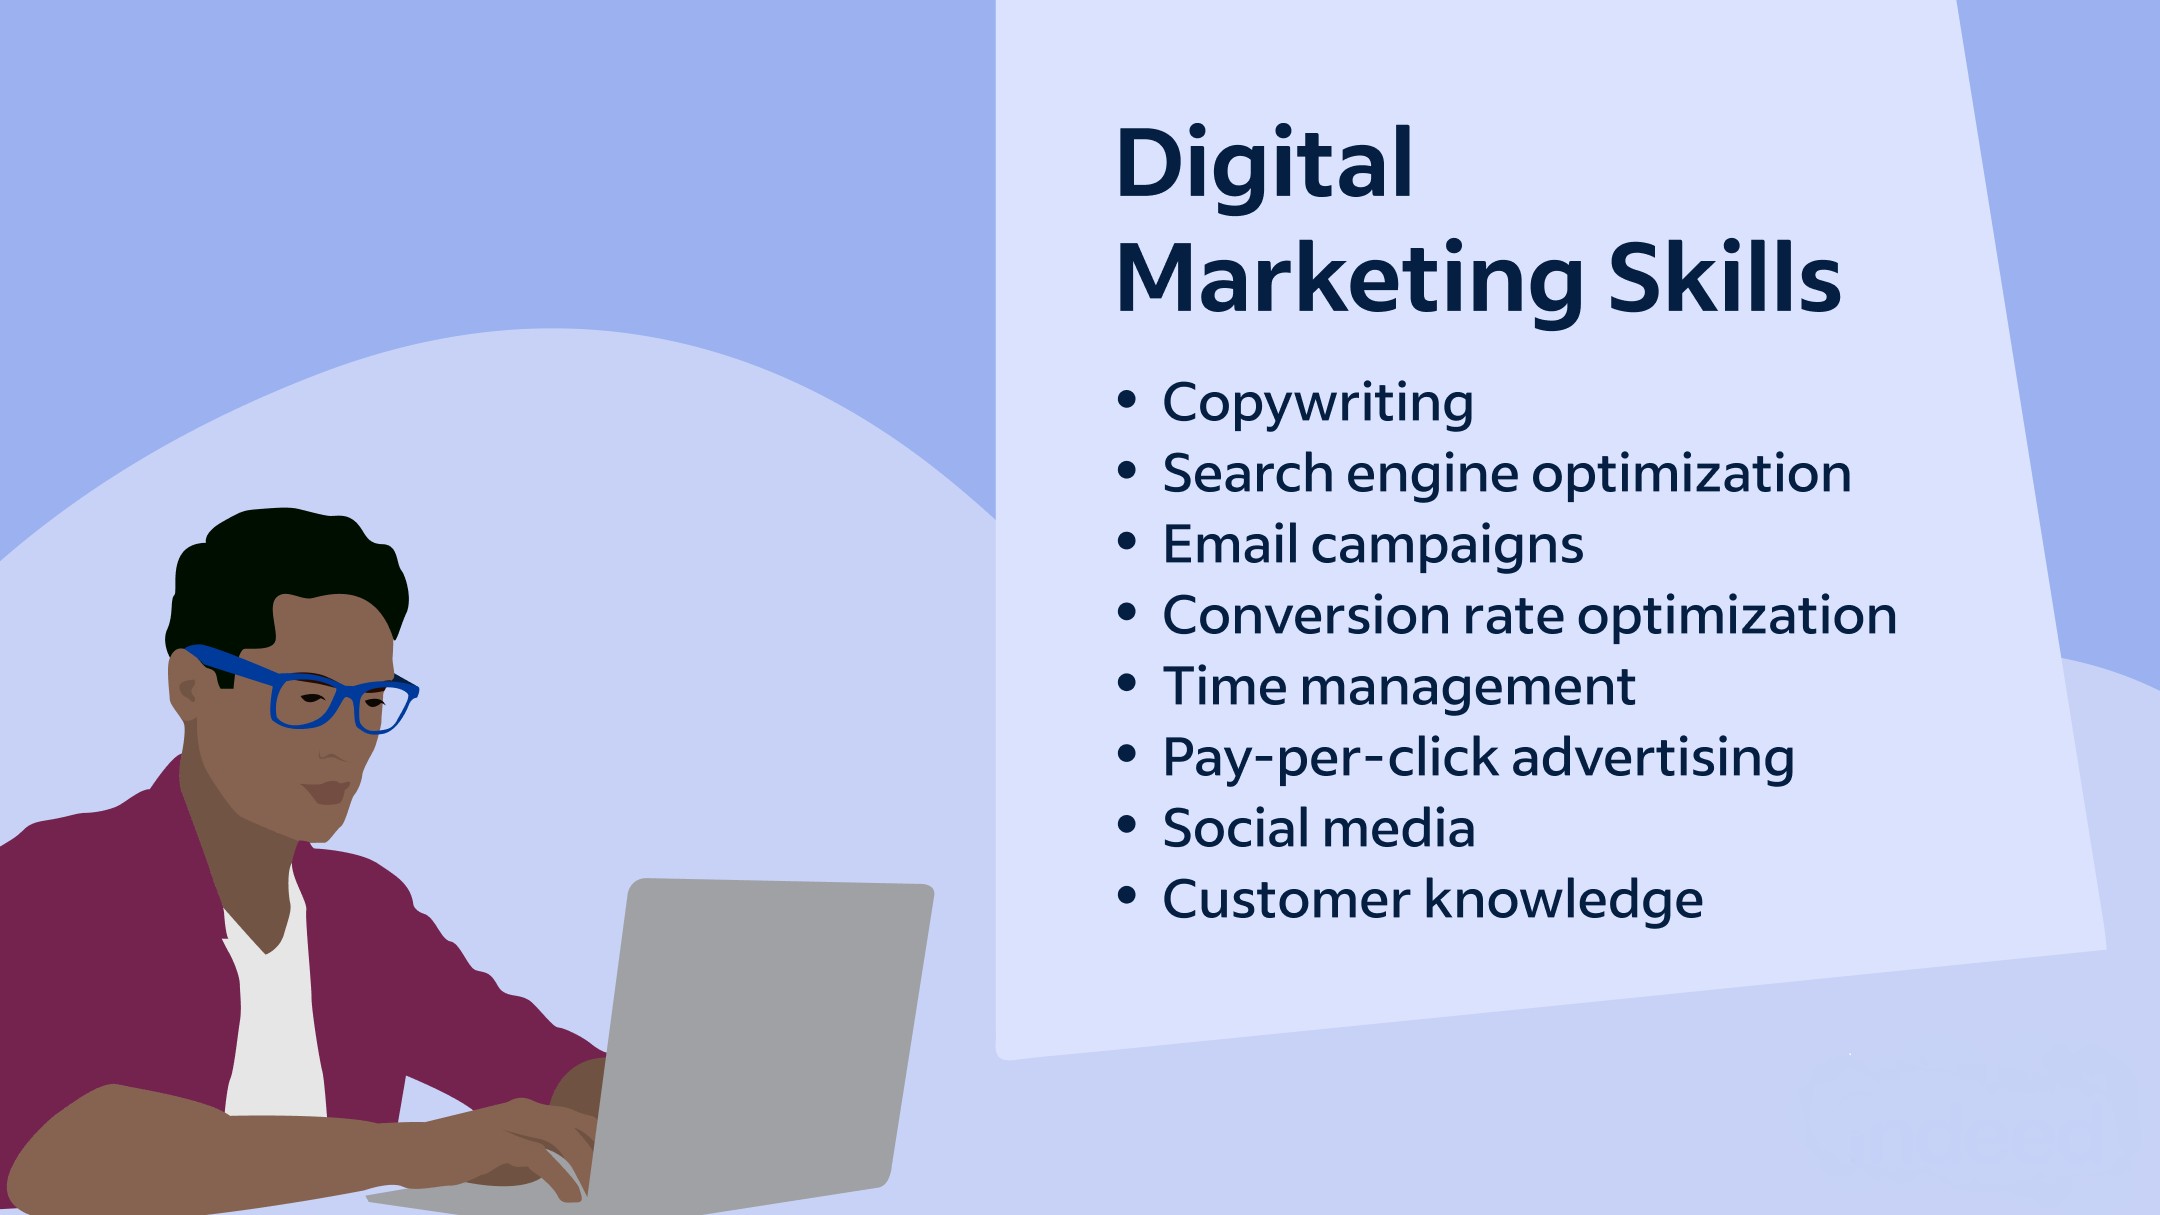 Digital
Marketing Skills
• Copywriting
• Search engine optimization
• Email campaigns
• Conversion rate optimization
• Time management
• Pay-per-click advertising
• Social media
• Customer knowledge